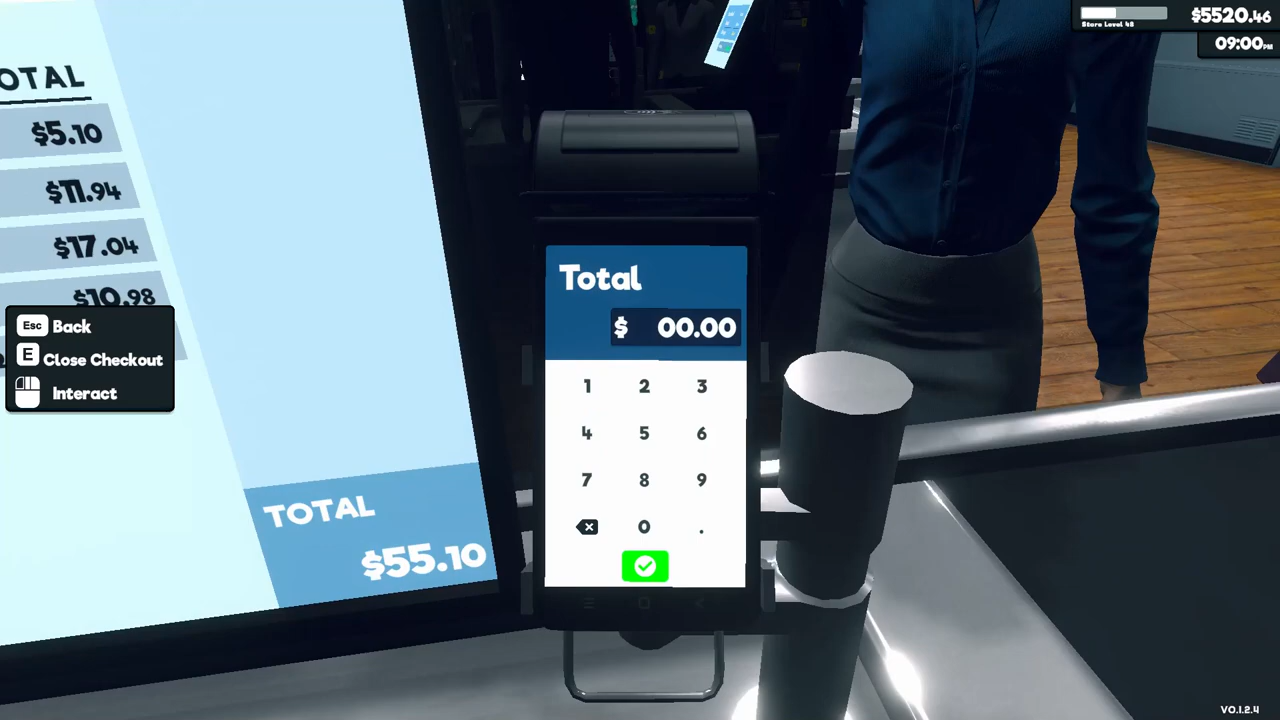 OTAL
$5.10
$11.94
$17.04
$10.98
Esc Back
E Close Checkout
Interact
TOTAL
$55.10
Total
$ 00.00
1 2 3
4 5 6
7 8 9
0 .
Store Level 48
$5520.46
09:00PM
V0.1.2.4